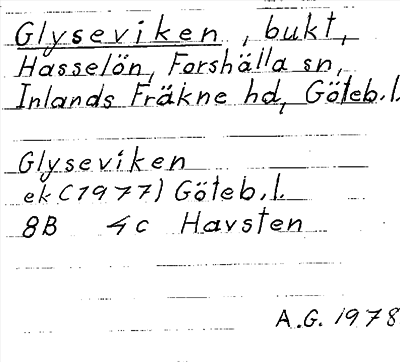 Glyseviken, bukt,
Hasselön, Forshälla sn,
Inlands Fräkne hd, Göteb.l.
Glyseviken
ek (1977) Göteb.l.
8B 4c Havsten
A.G. 1978